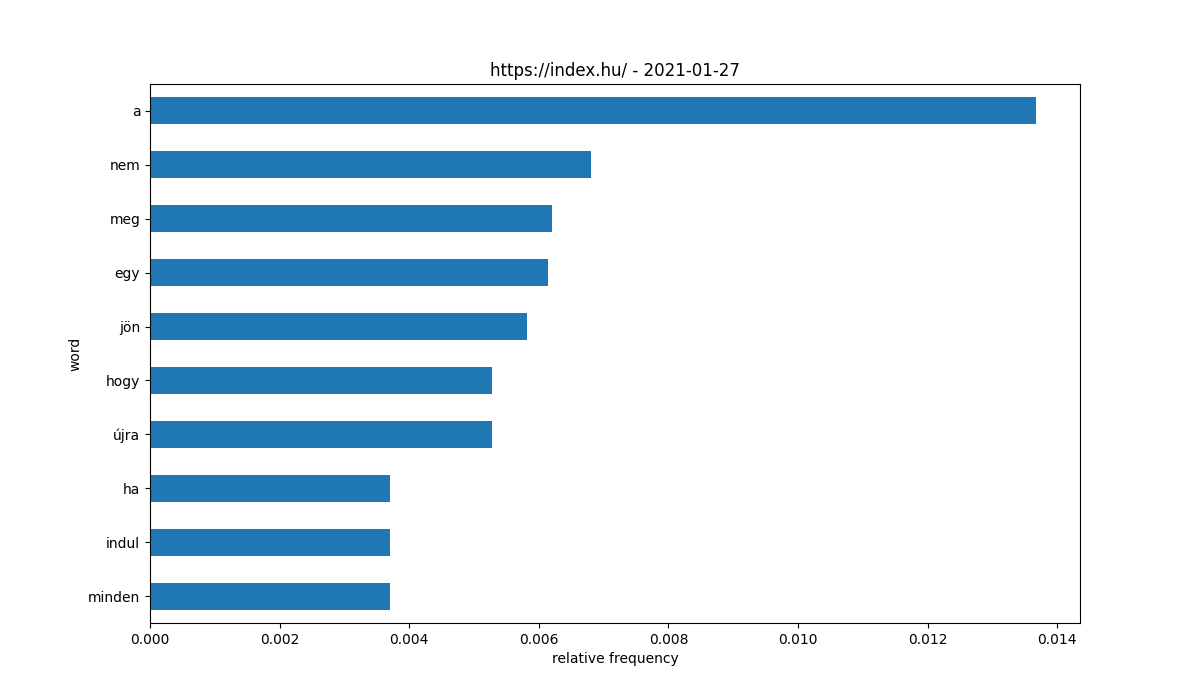 https://index.hu/ - 2021-01-27
a
nem
meg
egy
jön
hogy
újra
ha
indul
minden
word
0.000 0.002 0.004 0.006 0.008 0.010 0.012 0.014
relative frequency